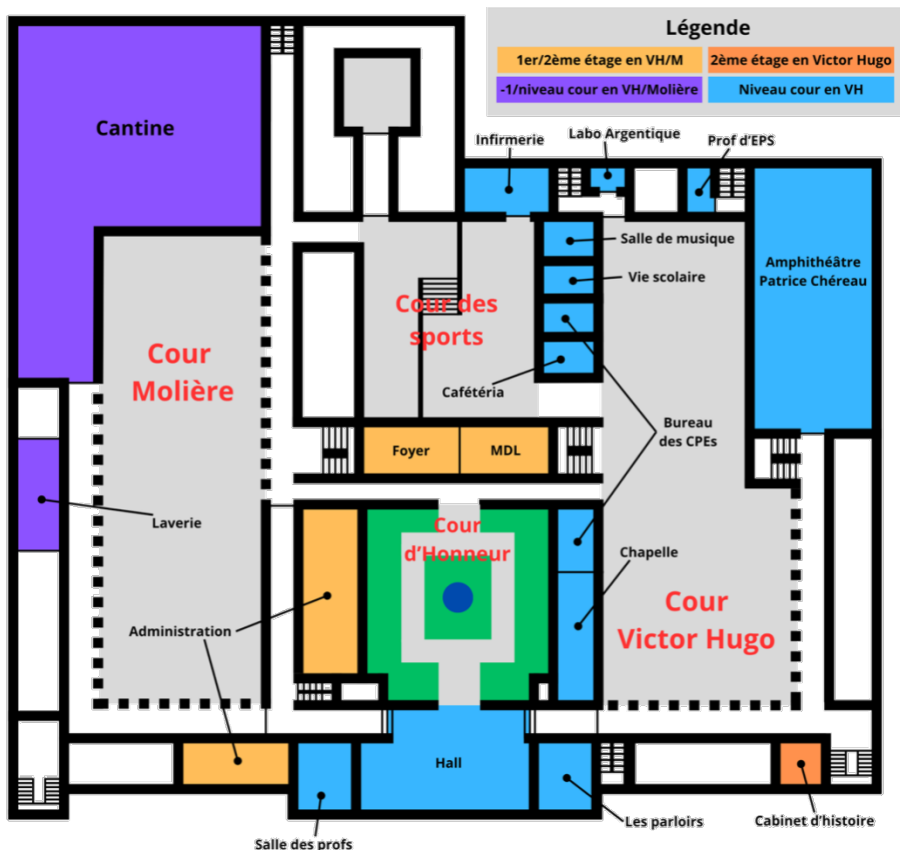 Légende
1er/2ème étage en VH/M
2ème étage en Victor Hugo
-1/niveau cour en VH/Molière
Niveau cour en VH
Cantine
Infirmerie
Labo Argentique
Prof d'EPS
Salle de musique
Vie scolaire
Amphithéâtre
Patrice Chéreau
Cour des
sports
Cour
Molière
Cafétéria
Bureau
des CPEs
Foyer
MDL
Laverie
Cour
d'Honneur
Chapelle
Cour
Victor Hugo
Administration
Hall
Salle des profs
Les parloirs
Cabinet d'histoire